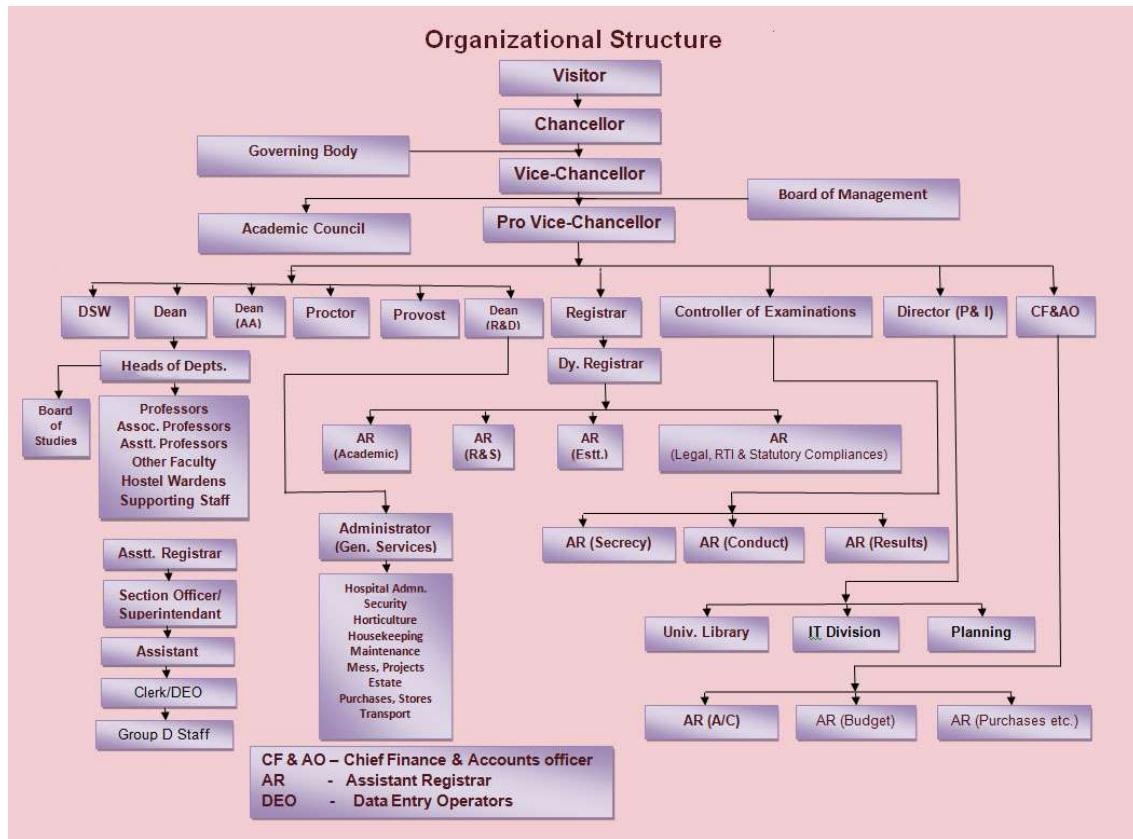 Organizational Structure
Visitor
Chancellor
Governing Body
Vice-Chancellor
Board of Management
Academic Council
Pro Vice-Chancellor
DSW
Dean
Dean
(AA)
Proctor
Provost
Dean
(R&D)
Registrar
Controller of Examinations
Director (P& I)
CF&AO
Heads of Depts.
Dy. Registrar
Board
of
Studies
Professors
Assoc. Professors
Asstt. Professors
Other Faculty
Hostel Wardens
Supporting Staff
AR
(Academic)
AR
(R&S)
AR
(Estt.)
AR
(Legal, RTI & Statutory Compliances)
Administrator
(Gen. Services)
AR (Secrecy)
AR (Conduct)
AR (Results)
Asstt. Registrar
Section Officer/
Superintendant
Assistant
Clerk/DEO
Group D Staff
Hospital Admn.
Security
Horticulture
Housekeeping
Maintenance
Mess, Projects
Estate
Purchases, Stores
Transport
Univ. Library
IT Division
Planning
AR (A/C)
AR (Budget)
AR (Purchases etc.)
CF & AO – Chief Finance & Accounts officer
AR - Assistant Registrar
DEO - Data Entry Operators